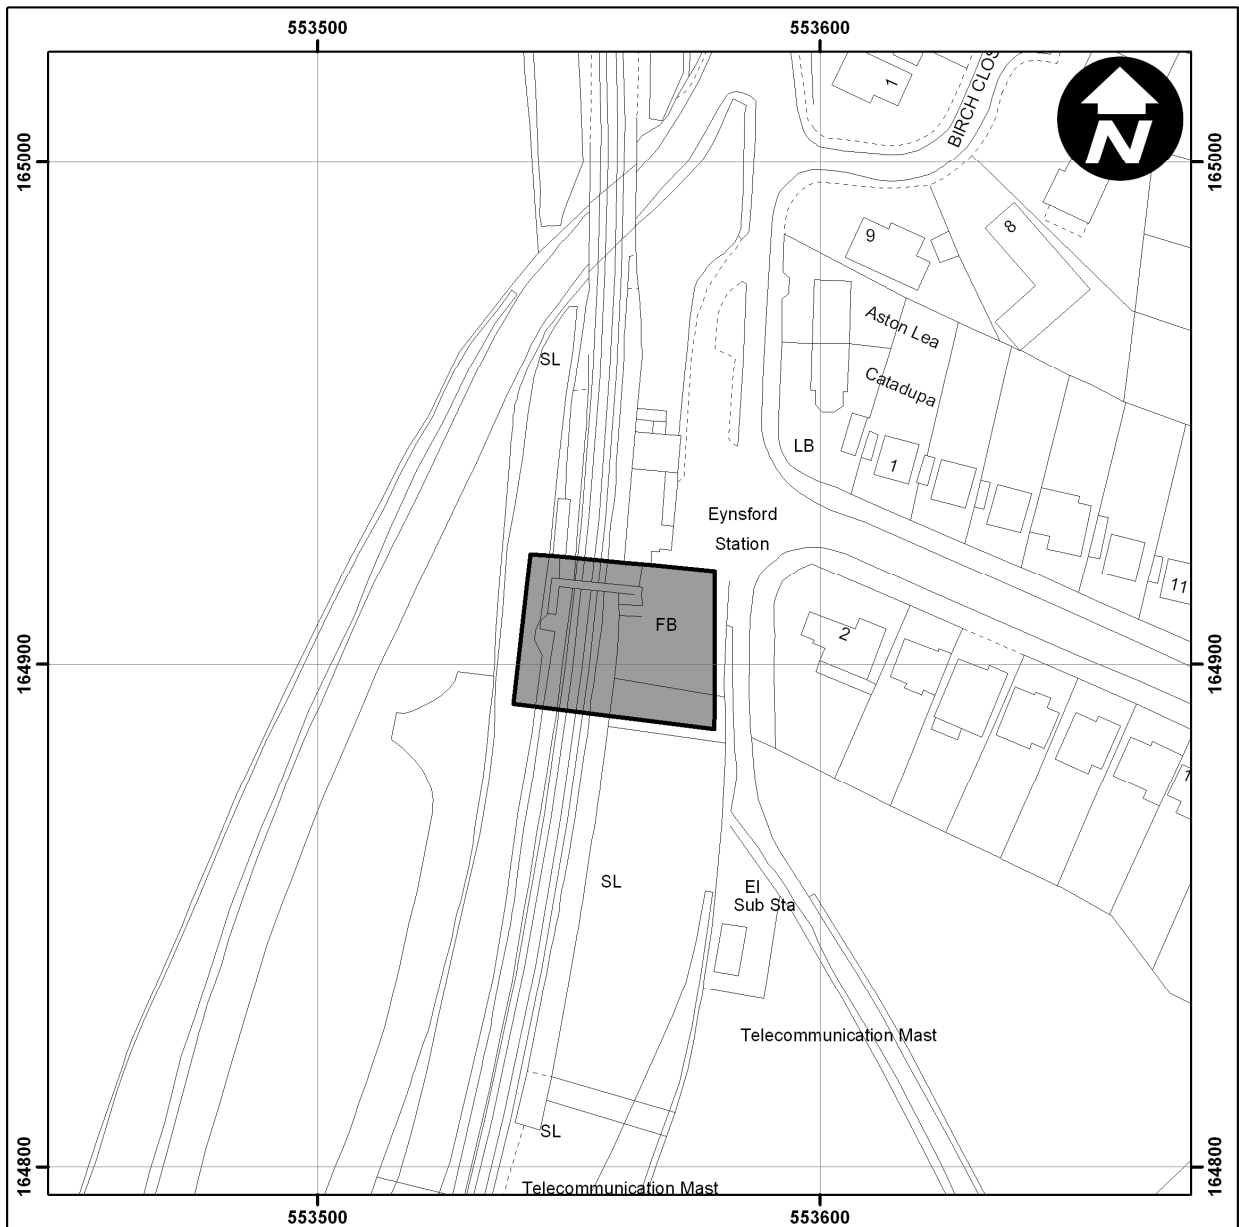 553500
553600
165000
165000
BIRCH CLOS
1
N
9
8
Aston Lea
SL
Catadupa
LB
1
Eynsford
Station
11
FB
2
164900
164900
1
SL
El
Sub Sta
Telecommunication Mast
SL
164800
164800
Telecommunication Mast
553500
553600